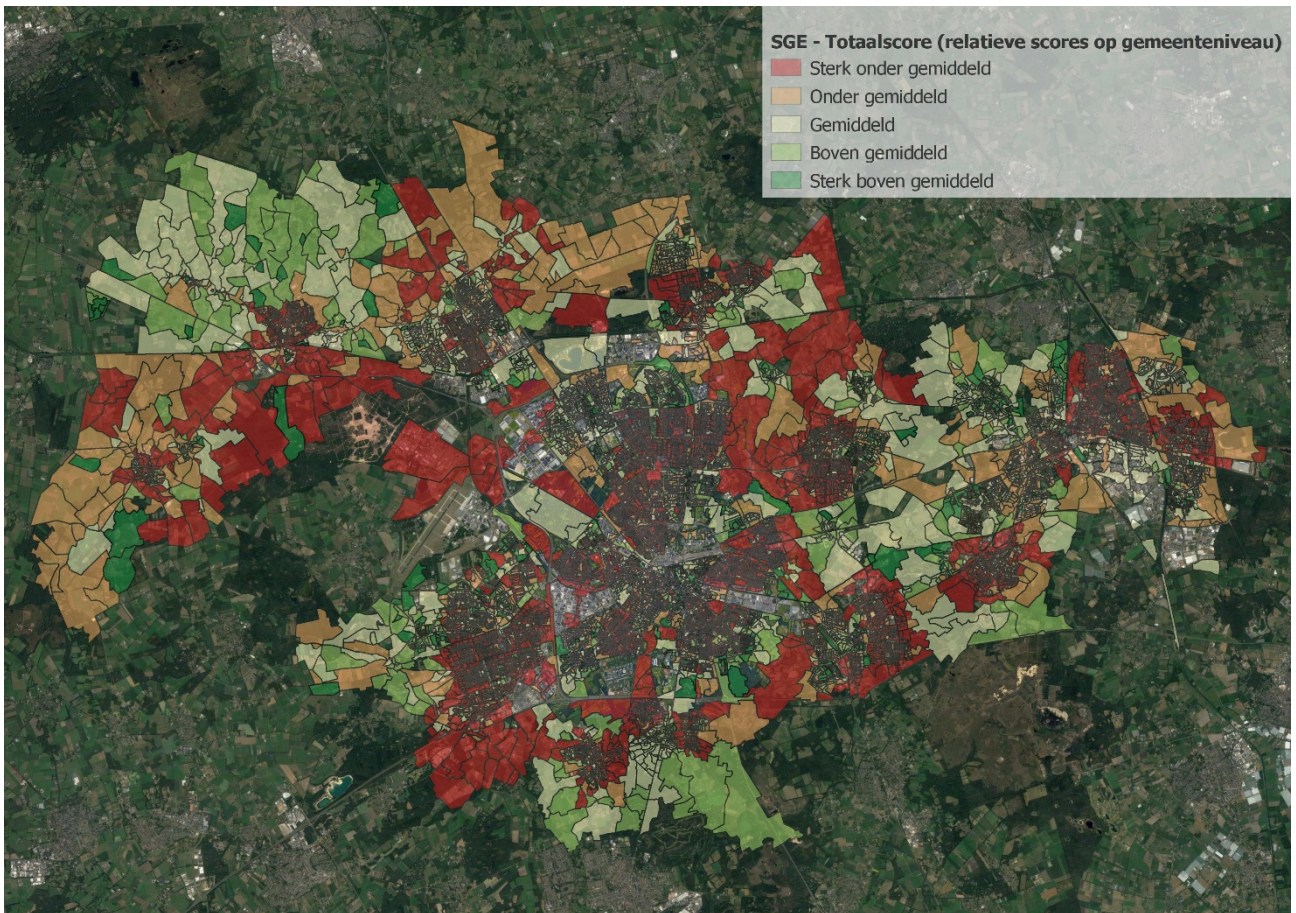 SGE - Totaalscore (relatieve scores op gemeenteniveau)
Sterk onder gemiddeld
Onder gemiddeld
Gemiddeld
Boven gemiddeld
Sterk boven gemiddeld